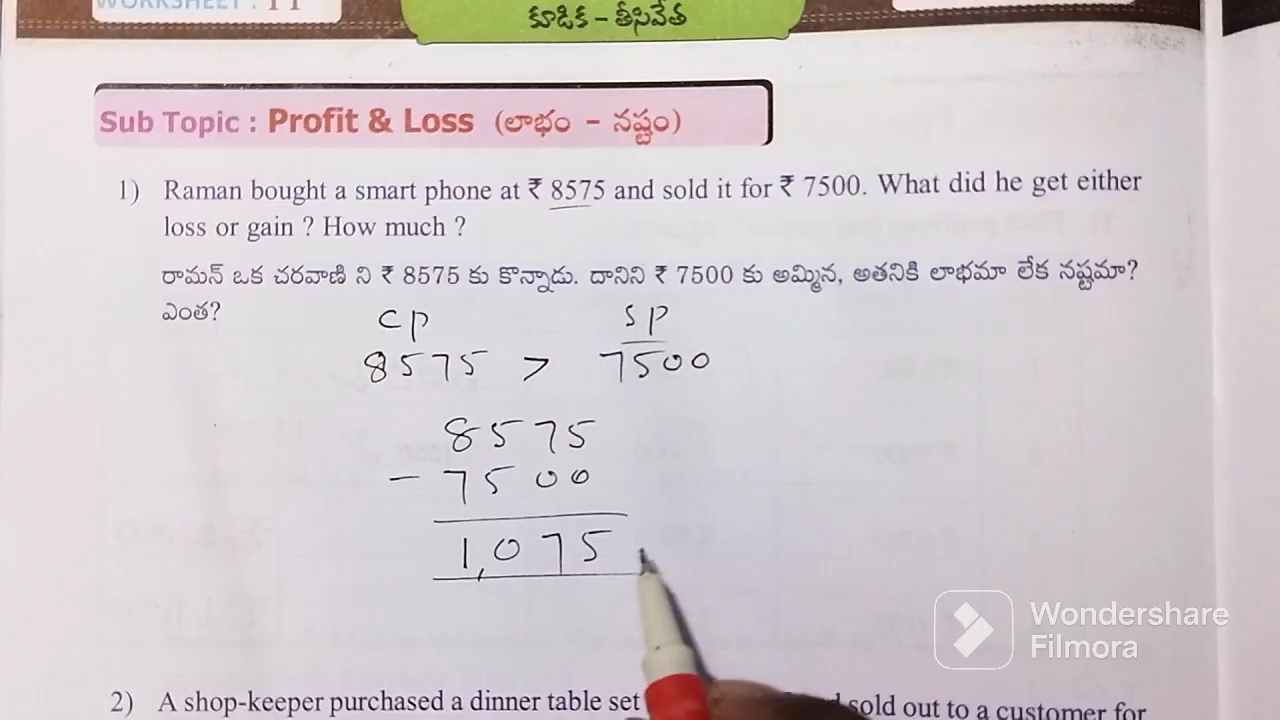 WORKSHEET : 11
కూడిక – తీసివేత
Sub Topic : Profit & Loss (లాభం - నష్టం)
1) Raman bought a smart phone at ₹ 8575 and sold it for ₹ 7500. What did he get either
loss or gain ? How much ?
రామన్ ఒక చరవాణి ని ₹ 8575 కు కొన్నాడు. దానిని ₹ 7500 కు అమ్మిన, అతనికి లాభమా లేక నష్టమా?
ఎంత?
CP SP
8575 > 7500
8575
- 7500
1,075
Wondershare
Filmora
2) A shop-keeper purchased a dinner table set sold out to a customer for